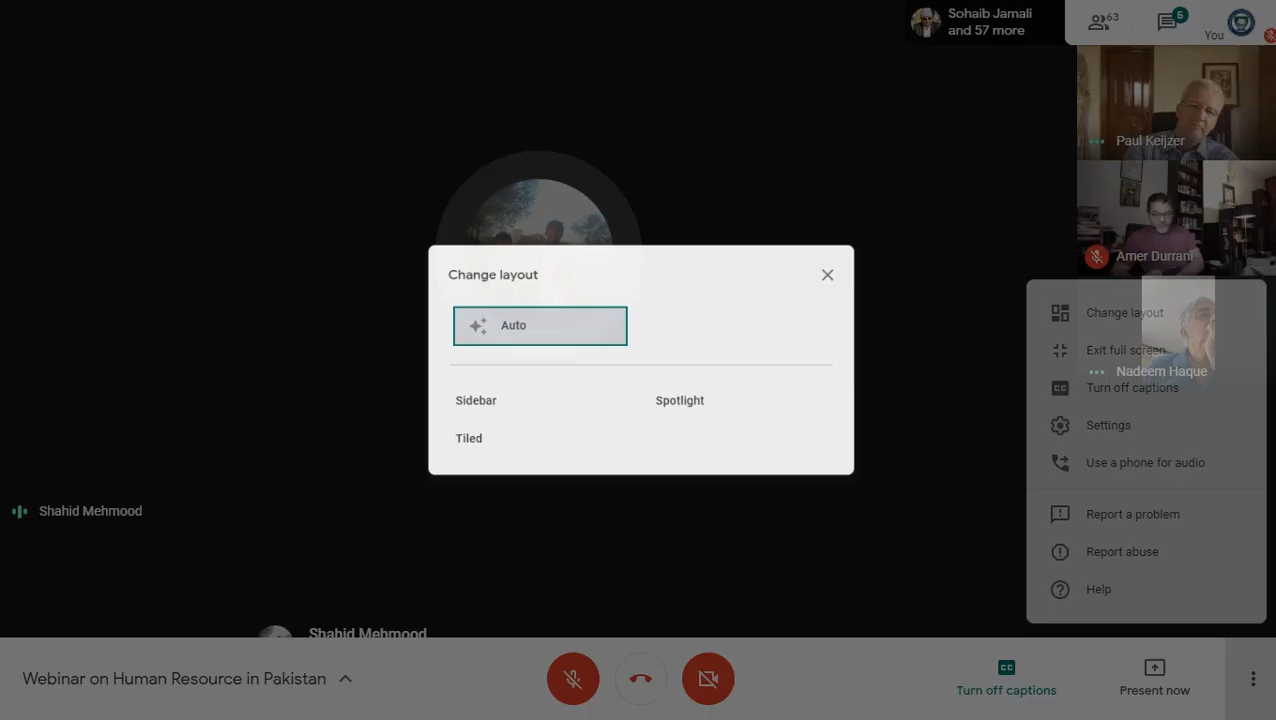 Sohaib Jamali
and 57 more
63
5
You
Paul Keijzer
Amer Durrani
Change layout
Auto
Sidebar
Spotlight
Tiled
Change layout
Exit full screen
Nadeem Haque
Turn off captions
Settings
Use a phone for audio
Report a problem
Report abuse
Help
Shahid Mehmood
Shahid Mehmood
Webinar on Human Resource in Pakistan
Turn off captions
Present now